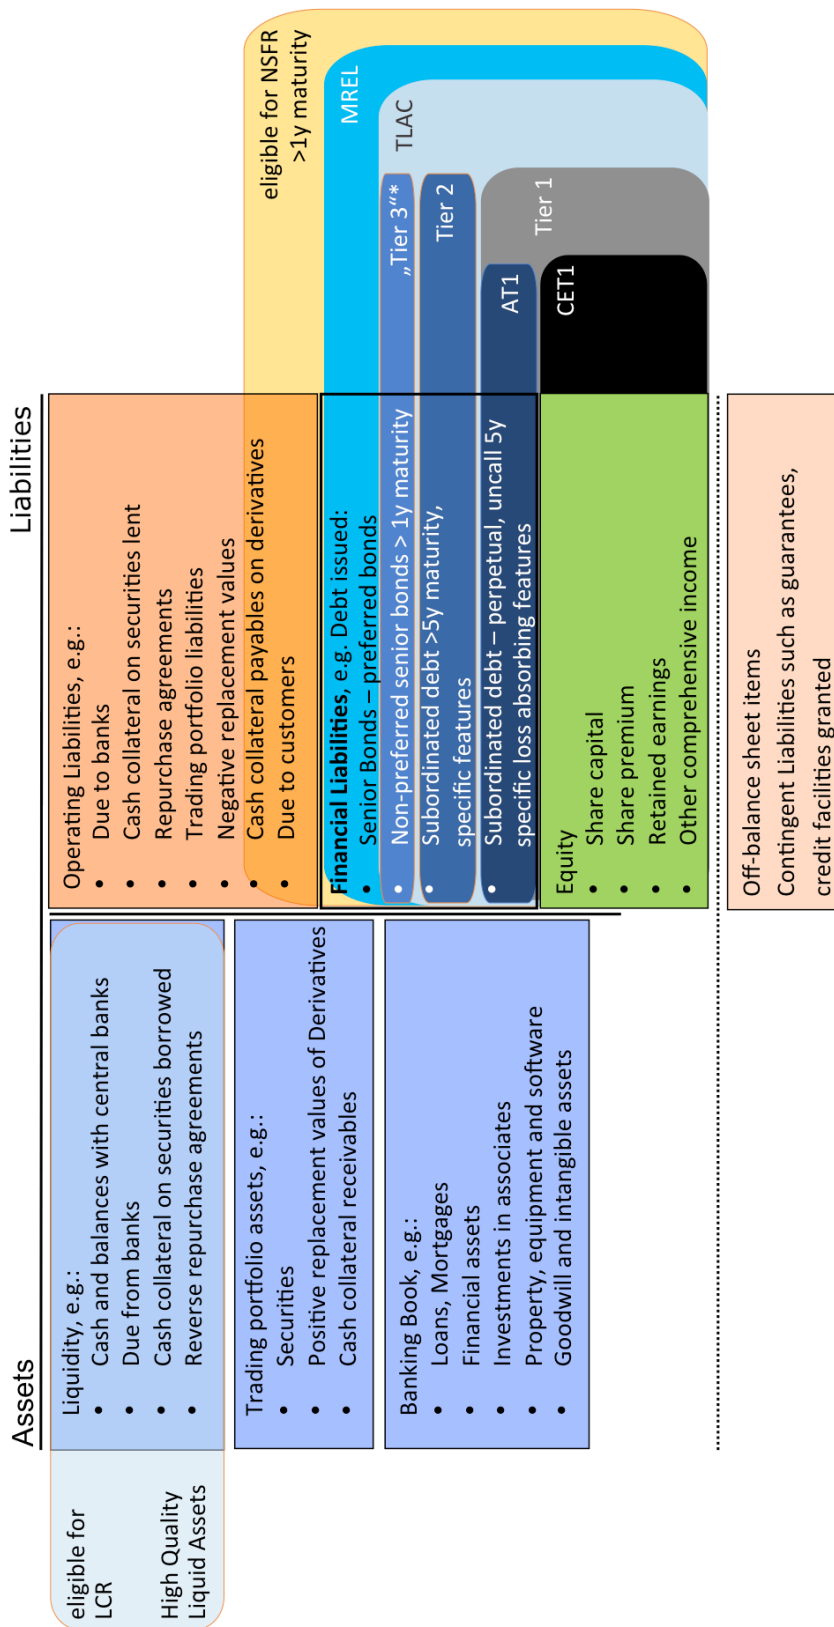 Assets
Liabilities
eligible for
LCR
High Quality
Liquid Assets
Liquidity, e.g.:
• Cash and balances with central banks
• Due from banks
• Cash collateral on securities borrowed
• Reverse repurchase agreements
Trading portfolio assets, e.g.:
• Securities
• Positive replacement values of Derivatives
• Cash collateral receivables
Banking Book, e.g.:
• Loans, Mortgages
• Financial assets
• Investments in associates
• Property, equipment and software
• Goodwill and intangible assets
Operating Liabilities, e.g.:
• Due to banks
• Cash collateral on securities lent
• Repurchase agreements
• Trading portfolio liabilities
• Negative replacement values
• Cash collateral payables on derivatives
• Due to customers
Financial Liabilities, e.g. Debt issued:
• Senior Bonds – preferred bonds
• Non-preferred senior bonds > 1y maturity
• Subordinated debt >5y maturity,
specific features
• Subordinated debt – perpetual, uncall 5y
specific loss absorbing features
Equity
• Share capital
• Share premium
• Retained earnings
• Other comprehensive income
eligible for NSFR
>1y maturity
MREL
TLAC
„Tier 3“*
Tier 2
AT1
Tier 1
CET1
Off-balance sheet items
Contingent Liabilities such as guarantees,
credit facilities granted